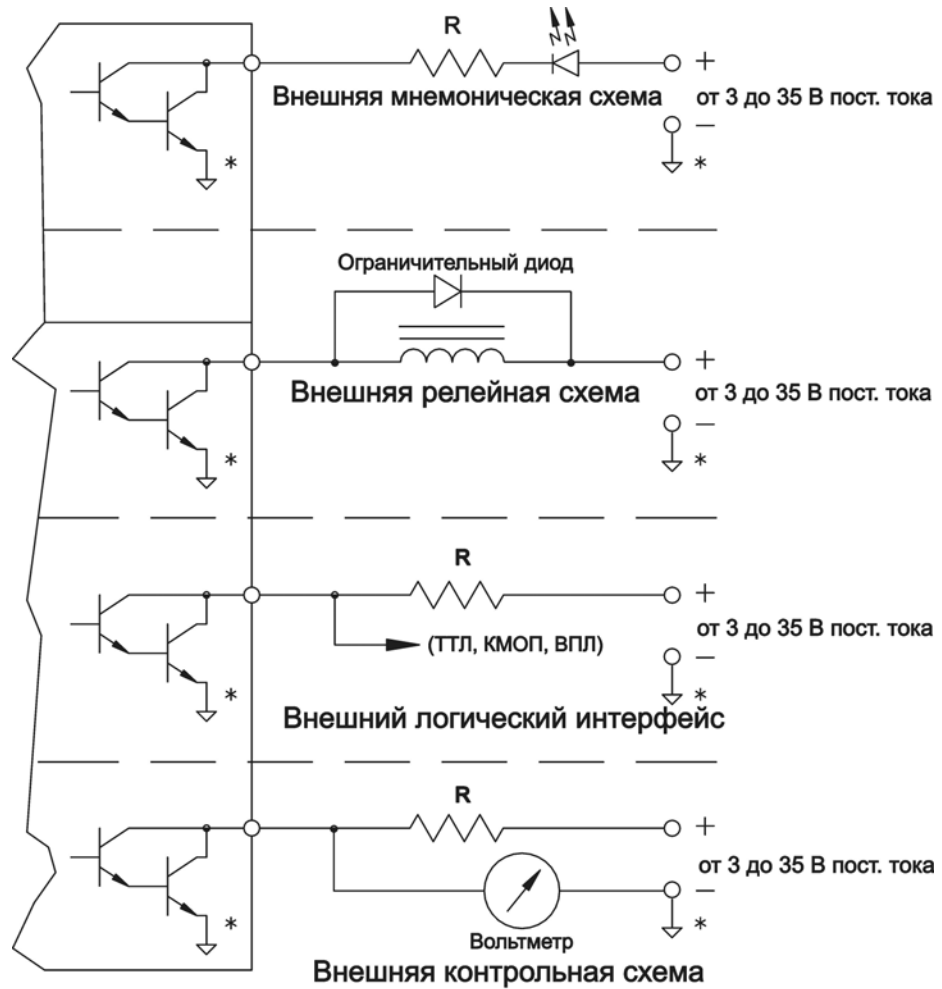 R
+
Внешняя мнемоническая схема
от 3 до 35 В пост. тока
—
*
*
Ограничительный диод
+
Внешняя релейная схема
от 3 до 35 В пост. тока
—
*
*
R
+
(ТТЛ, КМОП, ВПЛ)
от 3 до 35 В пост. тока
—
*
*
Внешний логический интерфейс
R
+
от 3 до 35 В пост. тока
—
*
*
Вольтметр
Внешняя контрольная схема